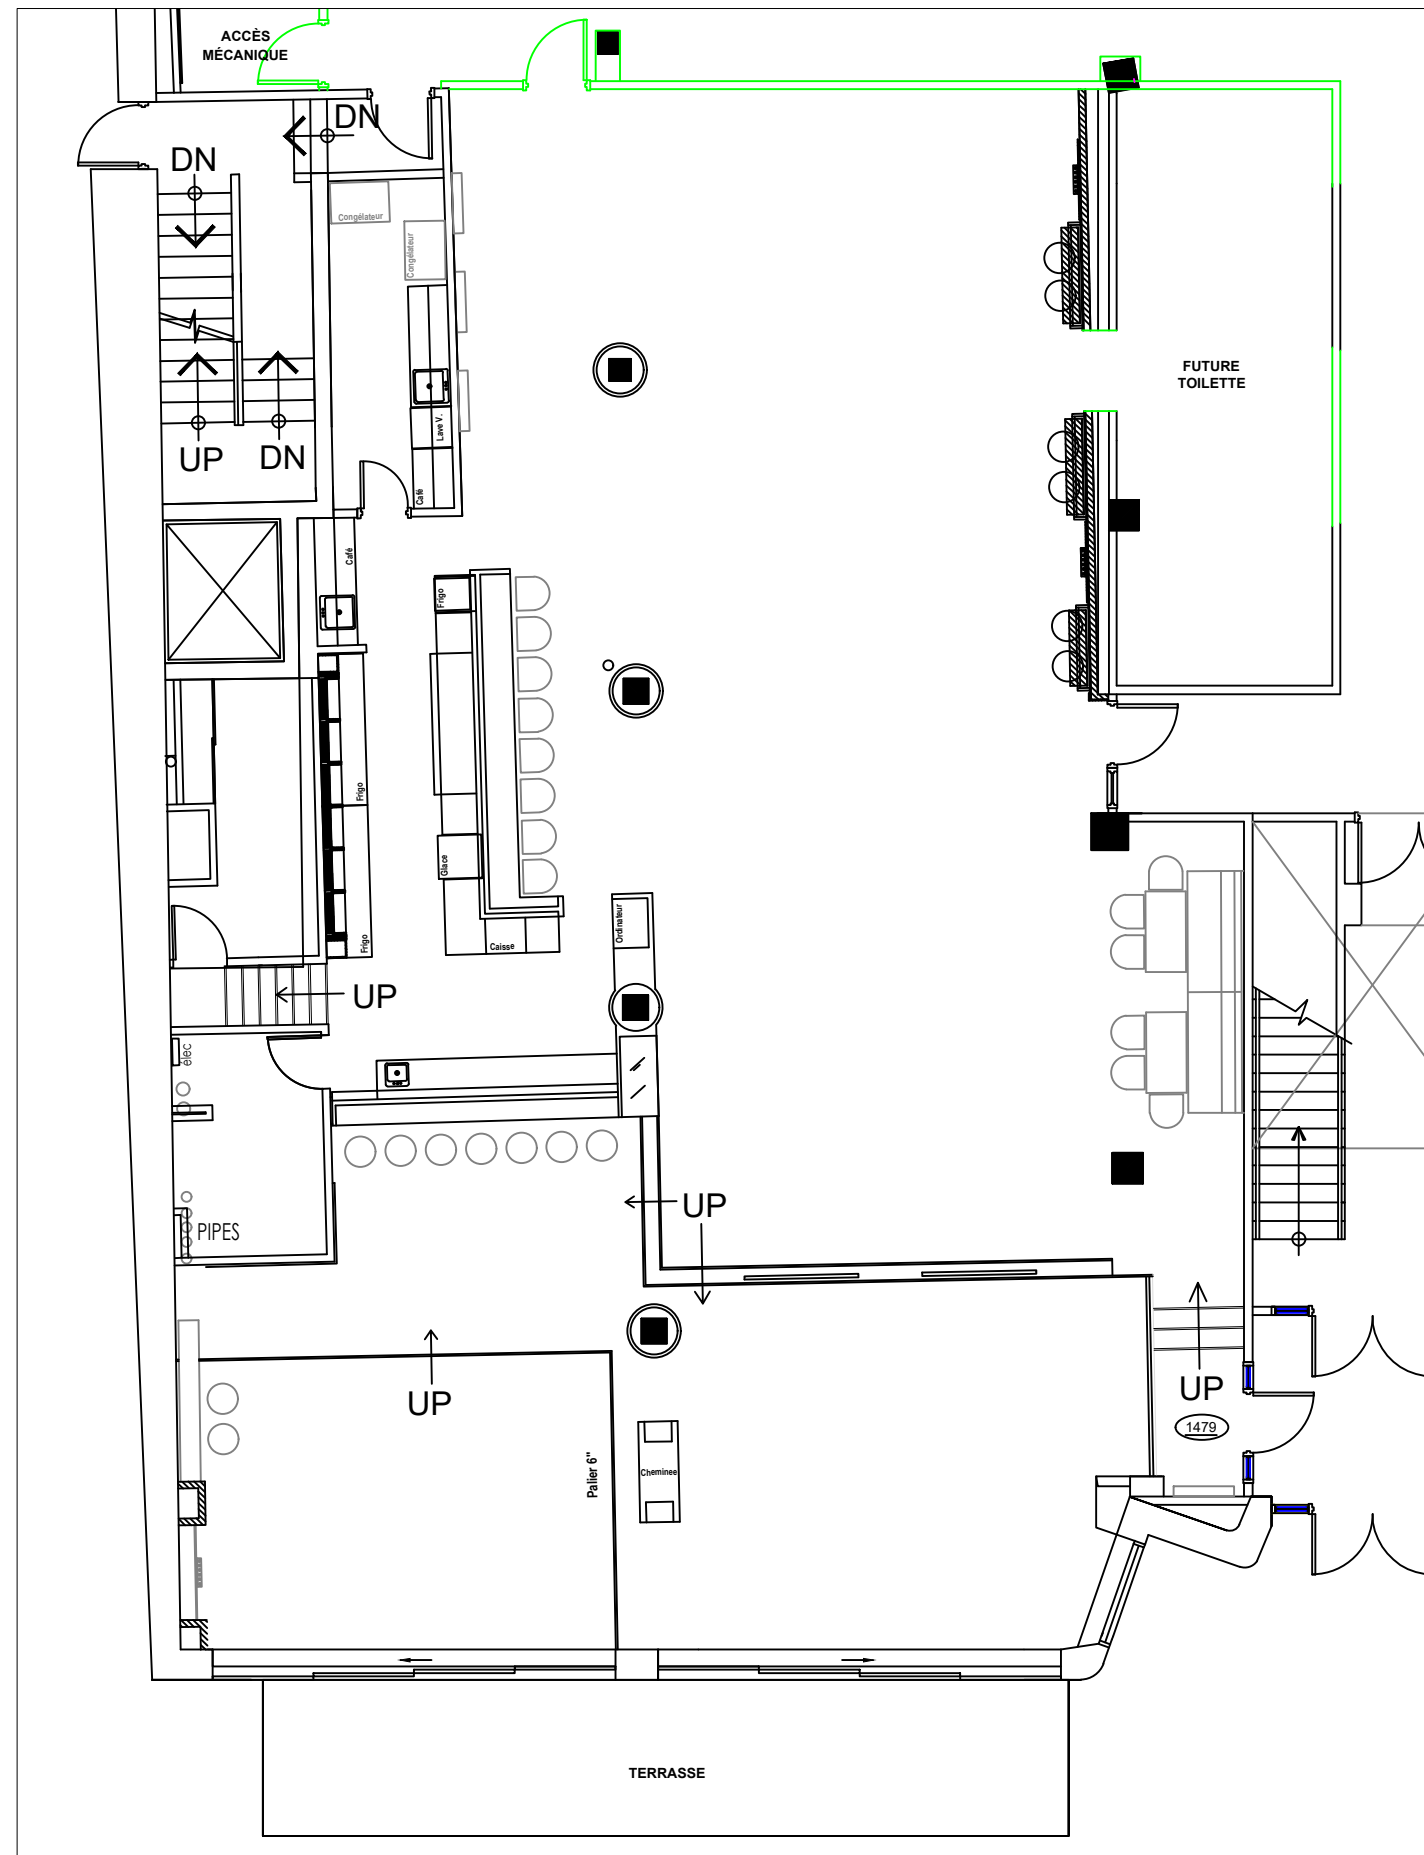 ACCÈS
MÉCANIQUE
DN
DN
Congélateur
Congélateur
FUTURE
TOILETTE
Lave V.
UP
DN
Café
Café
Frigo
Frigo
Glace
Ordinateur
Caisse
Frigo
UP
élec
UP
PIPES
UP
UP
1479
Palier 6"
Cheminee
TERRASSE